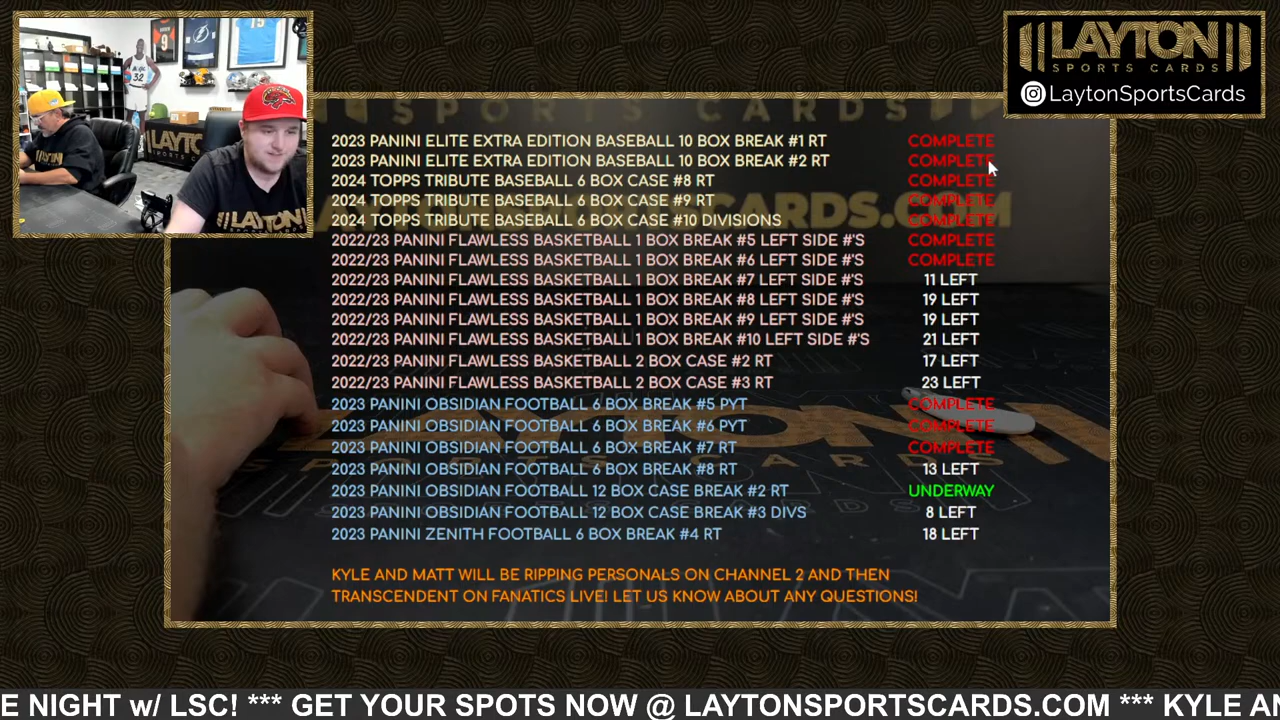 LAYTON
SPORTS CARDS
LaytonSportsCards
SPORTS CARDS
2023 PANINI ELITE EXTRA EDITION BASEBALL 10 BOX BREAK #1 RT COMPLETE
2023 PANINI ELITE EXTRA EDITION BASEBALL 10 BOX BREAK #2 RT COMPLETE
2024 TOPPS TRIBUTE BASEBALL 6 BOX CASE #8 RT COMPLETE
2024 TOPPS TRIBUTE BASEBALL 6 BOX CASE #9 RT COMPLETE
2024 TOPPS TRIBUTE BASEBALL 6 BOX CASE #10 DIVISIONS COMPLETE
2022/23 PANINI FLAWLESS BASKETBALL 1 BOX BREAK #5 LEFT SIDE #'S COMPLETE
2022/23 PANINI FLAWLESS BASKETBALL 1 BOX BREAK #6 LEFT SIDE #'S COMPLETE
2022/23 PANINI FLAWLESS BASKETBALL 1 BOX BREAK #7 LEFT SIDE #'S 11 LEFT
2022/23 PANINI FLAWLESS BASKETBALL 1 BOX BREAK #8 LEFT SIDE #'S 19 LEFT
2022/23 PANINI FLAWLESS BASKETBALL 1 BOX BREAK #9 LEFT SIDE #'S 19 LEFT
2022/23 PANINI FLAWLESS BASKETBALL 1 BOX BREAK #10 LEFT SIDE #'S 21 LEFT
2022/23 PANINI FLAWLESS BASKETBALL 2 BOX CASE #2 RT 17 LEFT
2022/23 PANINI FLAWLESS BASKETBALL 2 BOX CASE #3 RT 23 LEFT
2023 PANINI OBSIDIAN FOOTBALL 6 BOX BREAK #5 PYT COMPLETE
2023 PANINI OBSIDIAN FOOTBALL 6 BOX BREAK #6 PYT COMPLETE
2023 PANINI OBSIDIAN FOOTBALL 6 BOX BREAK #7 RT COMPLETE
2023 PANINI OBSIDIAN FOOTBALL 6 BOX BREAK #8 RT 13 LEFT
2023 PANINI OBSIDIAN FOOTBALL 12 BOX CASE BREAK #2 RT UNDERWAY
2023 PANINI OBSIDIAN FOOTBALL 12 BOX CASE BREAK #3 DIVS 8 LEFT
2023 PANINI ZENITH FOOTBALL 6 BOX BREAK #4 RT 18 LEFT
KYLE AND MATT WILL BE RIPPING PERSONALS ON CHANNEL 2 AND THEN
TRANSCENDENT ON FANATICS LIVE! LET US KNOW ABOUT ANY QUESTIONS!
E NIGHT w/ LSC! *** GET YOUR SPOTS NOW @ LAYTONSPORTSCARDS.COM *** KYLE AN